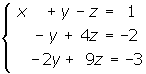 x + y – z = 1
– y + 4z = –2
–2y + 9z = –3